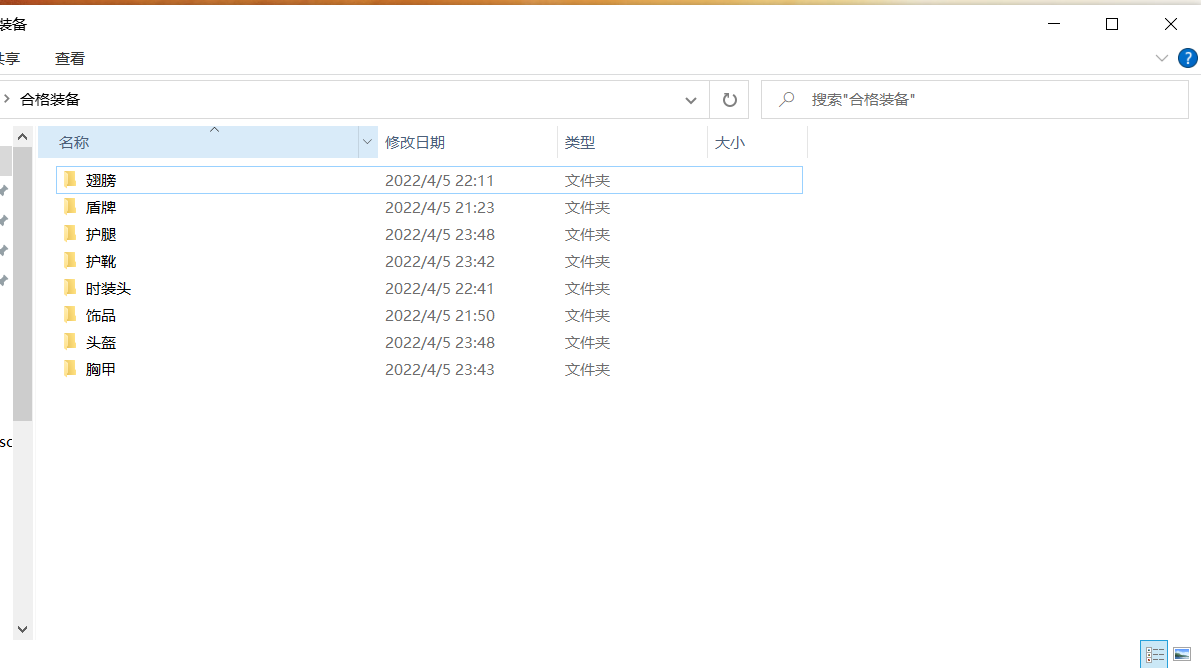 装备
共享 查看
合格装备 搜索"合格装备"
名称 修改日期 类型 大小
翅膀 2022/4/5 22:11 文件夹
盾牌 2022/4/5 21:23 文件夹
护腿 2022/4/5 23:48 文件夹
护靴 2022/4/5 23:42 文件夹
时装头 2022/4/5 22:41 文件夹
饰品 2022/4/5 21:50 文件夹
头盔 2022/4/5 23:48 文件夹
胸甲 2022/4/5 23:43 文件夹
sc